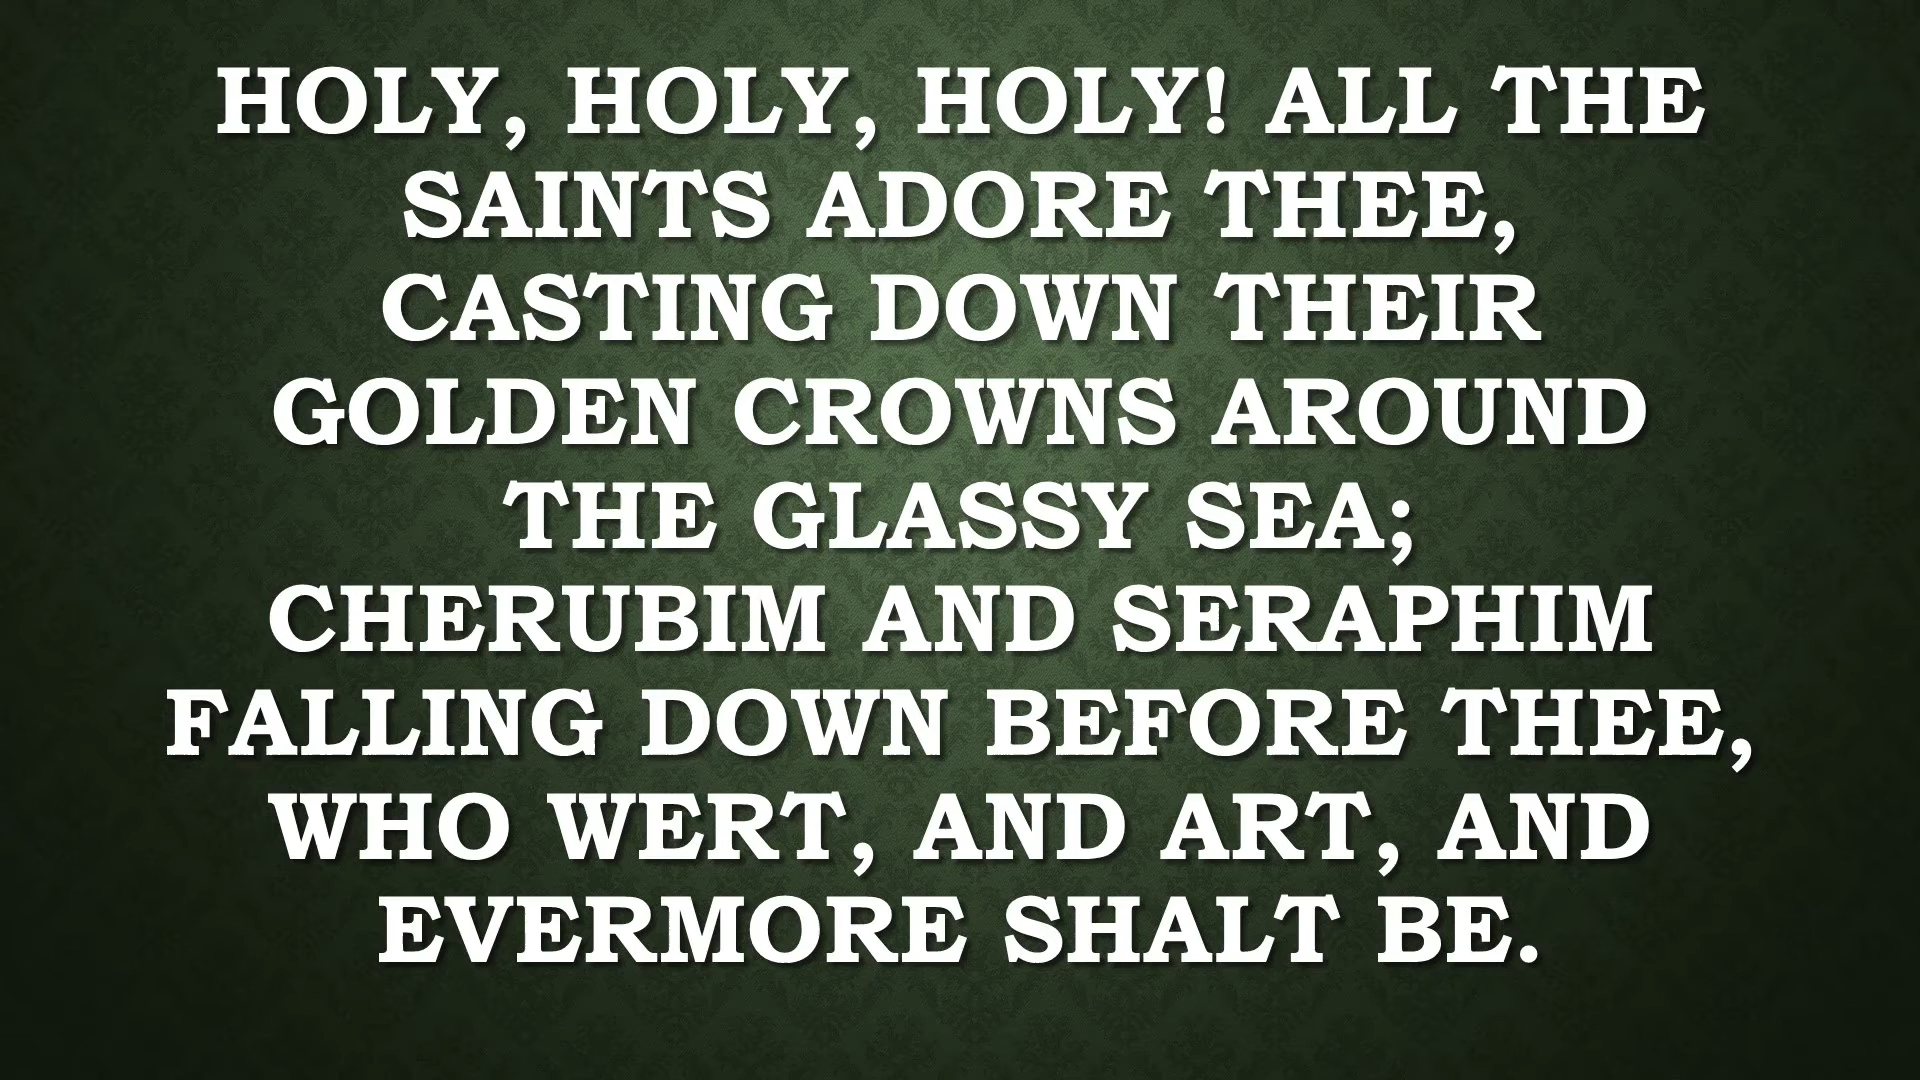 HOLY, HOLY, HOLY! ALL THE
SAINTS ADORE THEE,
CASTING DOWN THEIR
GOLDEN CROWNS AROUND
THE GLASSY SEA;
CHERUBIM AND SERAPHIM
FALLING DOWN BEFORE THEE,
WHO WERT, AND ART, AND
EVERMORE SHALT BE.